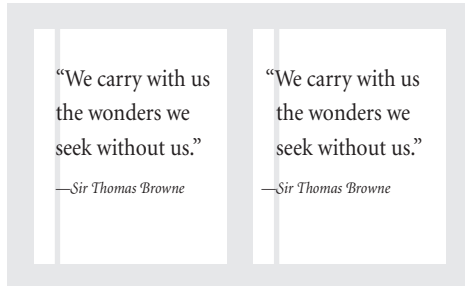 “We carry with us
the wonders we
seek without us.”
—Sir Thomas Browne
“We carry with us
the wonders we
seek without us.”
—Sir Thomas Browne